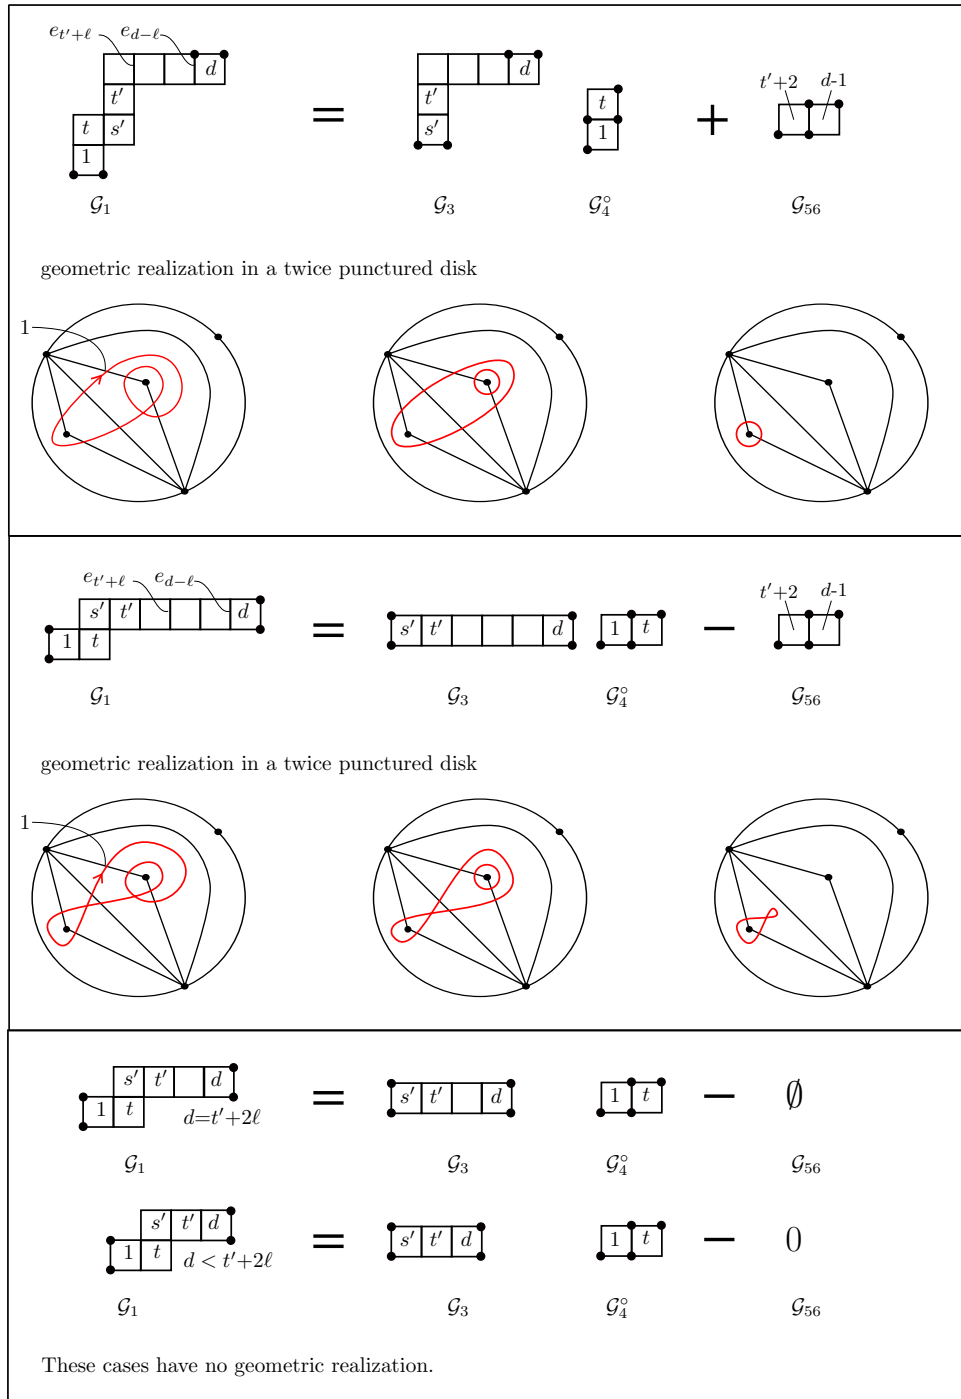 e_{t'+ℓ} e_{d−ℓ}
d d
t' t' t t'+2 d-1
t s' = s' 1 +
1
𝒢₁ 𝒢₃ 𝒢₄° 𝒢₅₆
geometric realization in a twice punctured disk
1
e_{t'+ℓ} e_{d−ℓ} t'+2 d-1
s' t' d = s' t' d 1 t −
1 t
𝒢₁ 𝒢₃ 𝒢₄° 𝒢₅₆
geometric realization in a twice punctured disk
1
s' t' d = s' t' d 1 t − ∅
1 t d=t'+2ℓ
𝒢₁ 𝒢₃ 𝒢₄° 𝒢₅₆
s' t' d = s' t' d 1 t − 0
1 t d < t'+2ℓ
𝒢₁ 𝒢₃ 𝒢₄° 𝒢₅₆
These cases have no geometric realization.